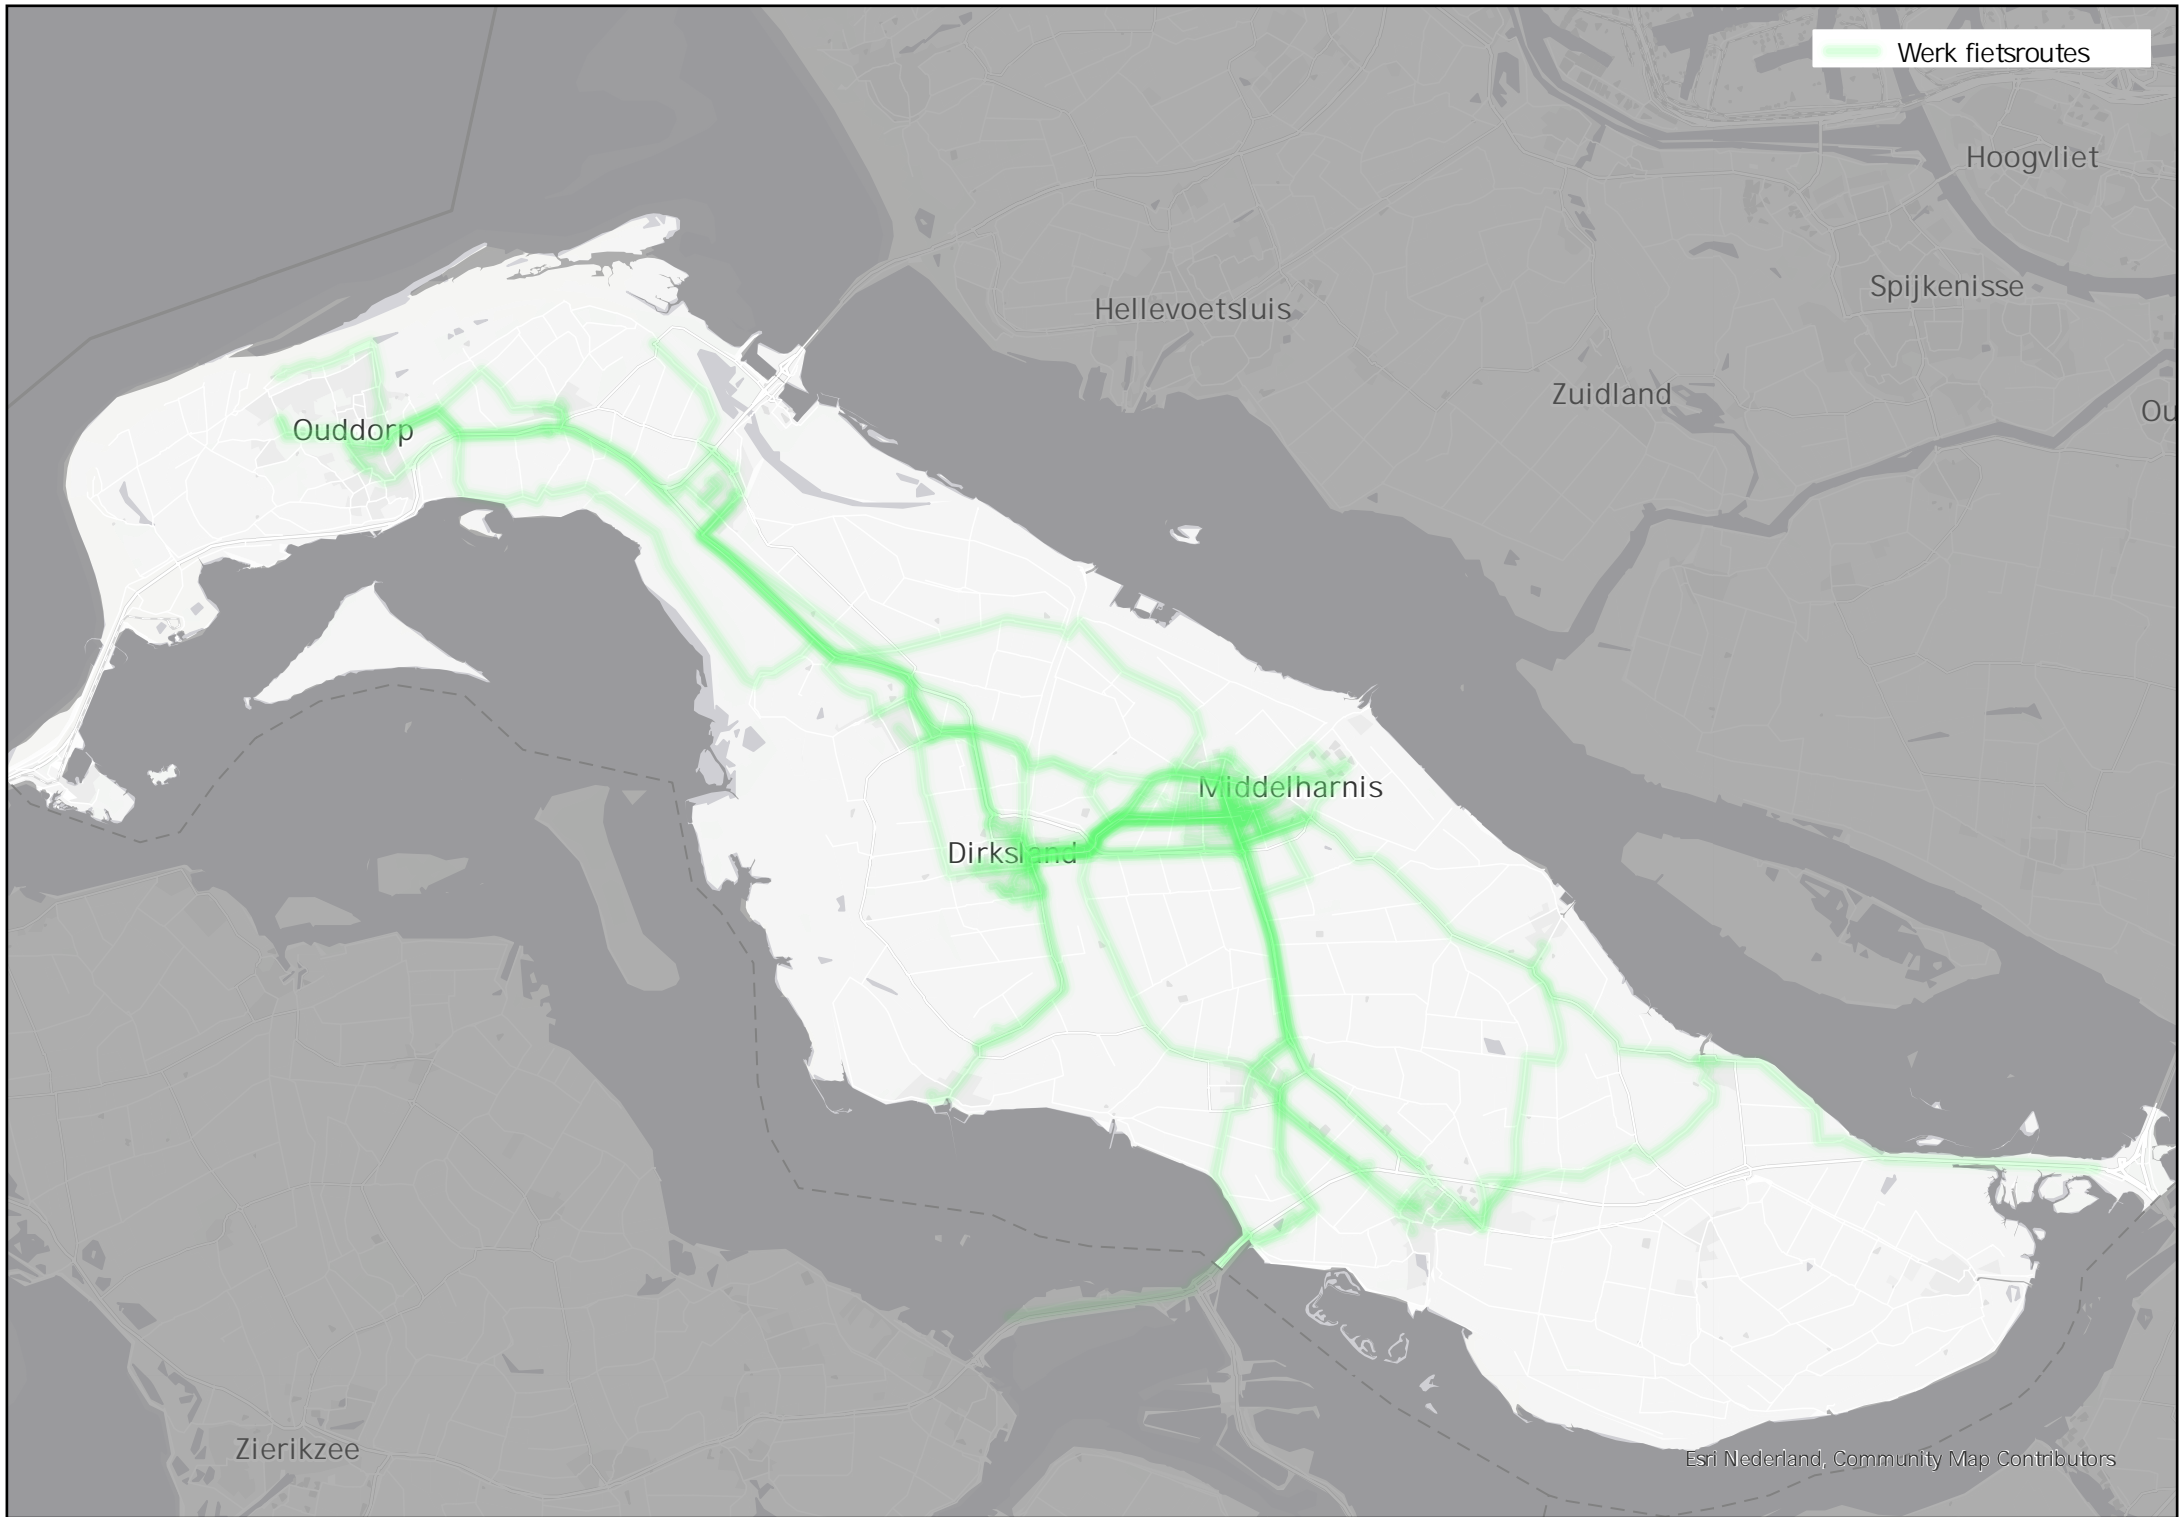 Werk fietsroutes
Hoogvliet
Spijkenisse
Hellevoetsluis
Zuidland
Ou
Ouddorp
Middelharnis
Dirksland
Zierikzee
Esri Nederland, Community Map Contributors